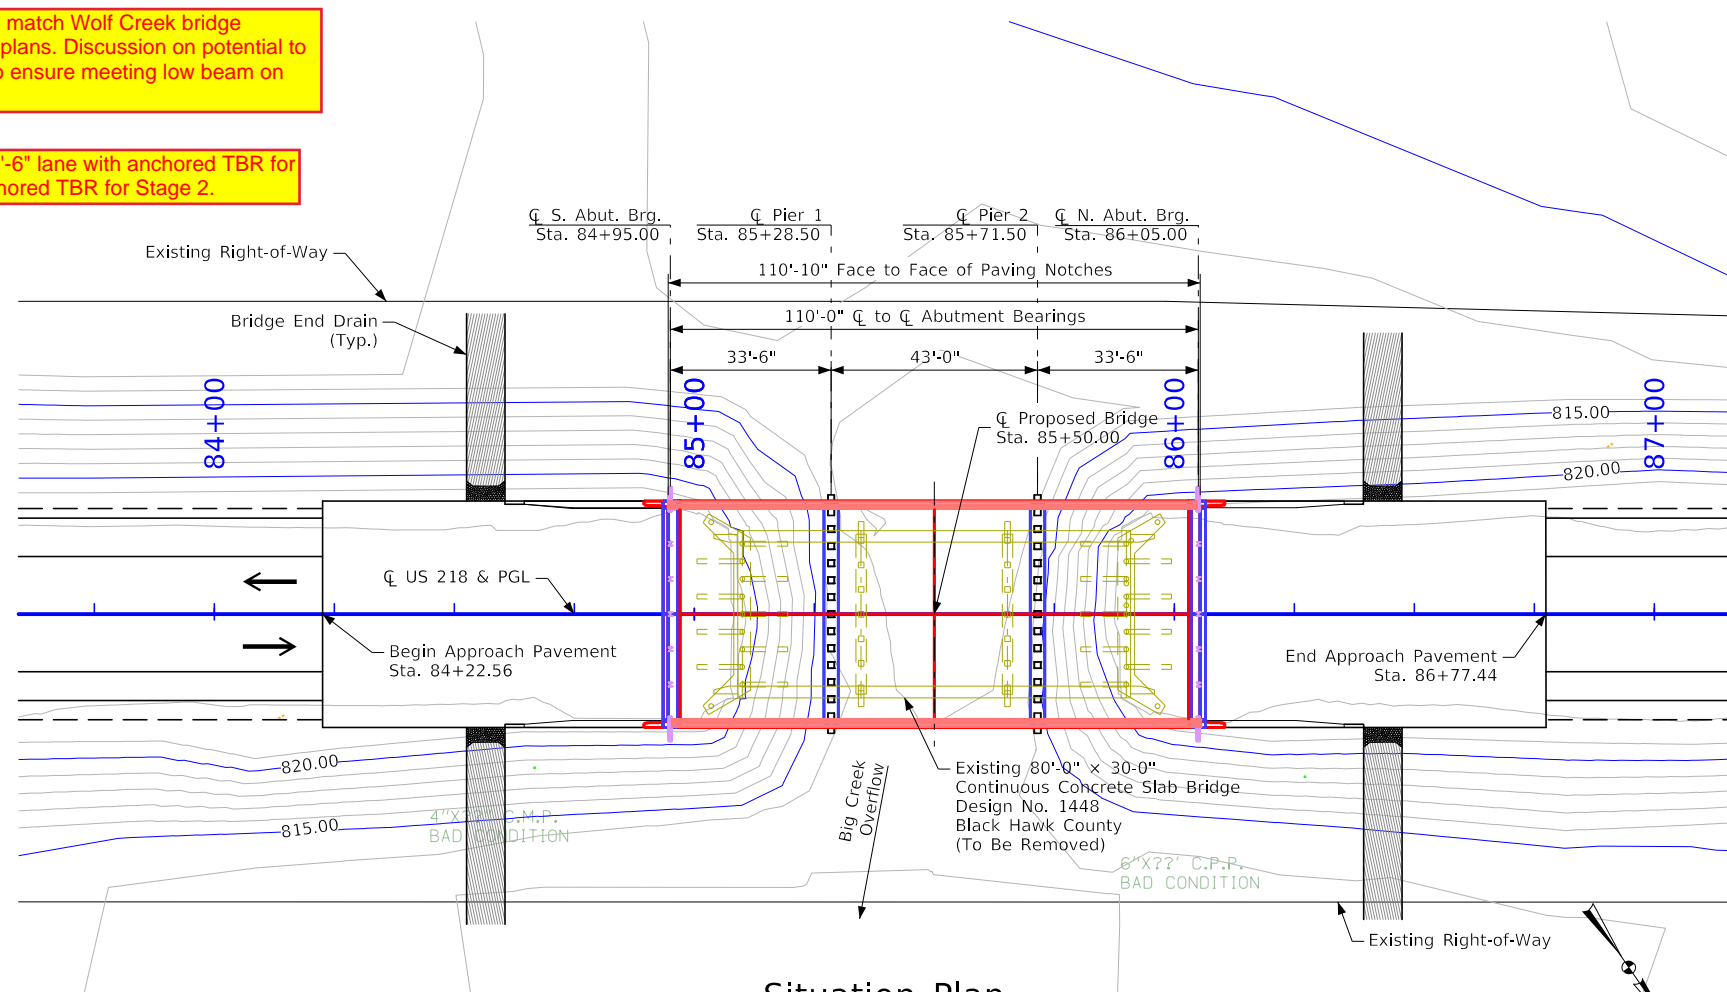 match Wolf Creek bridge
plans. Discussion on potential to
ensure meeting low beam on
'-6" lane with anchored TBR for
TBR for Stage 2.
℄ S. Abut. Brg.
Sta. 84+95.00
℄ Pier 1
Sta. 85+28.50
℄ Pier 2
Sta. 85+71.50
℄ N. Abut. Brg.
Sta. 86+05.00
Existing Right-of-Way
110'-10" Face to Face of Paving Notches
Bridge End Drain
(Typ.)
110'-0" ℄ to ℄ Abutment Bearings
33'-6"
43'-0"
33'-6"
84+00
85+00
86+00
87+00
℄ Proposed Bridge
Sta. 85+50.00
815.00
820.00
℄ US 218 & PGL
Begin Approach Pavement
Sta. 84+22.56
End Approach Pavement
Sta. 86+77.44
820.00
815.00
4"X??' C.M.P.
BAD CONDITION
Big Creek
Overflow
Existing 80'-0" × 30-0"
Continuous Concrete Slab Bridge
Design No. 1448
Black Hawk County
(To Be Removed)
6"X??' C.P.P.
BAD CONDITION
Existing Right-of-Way
Situation Plan